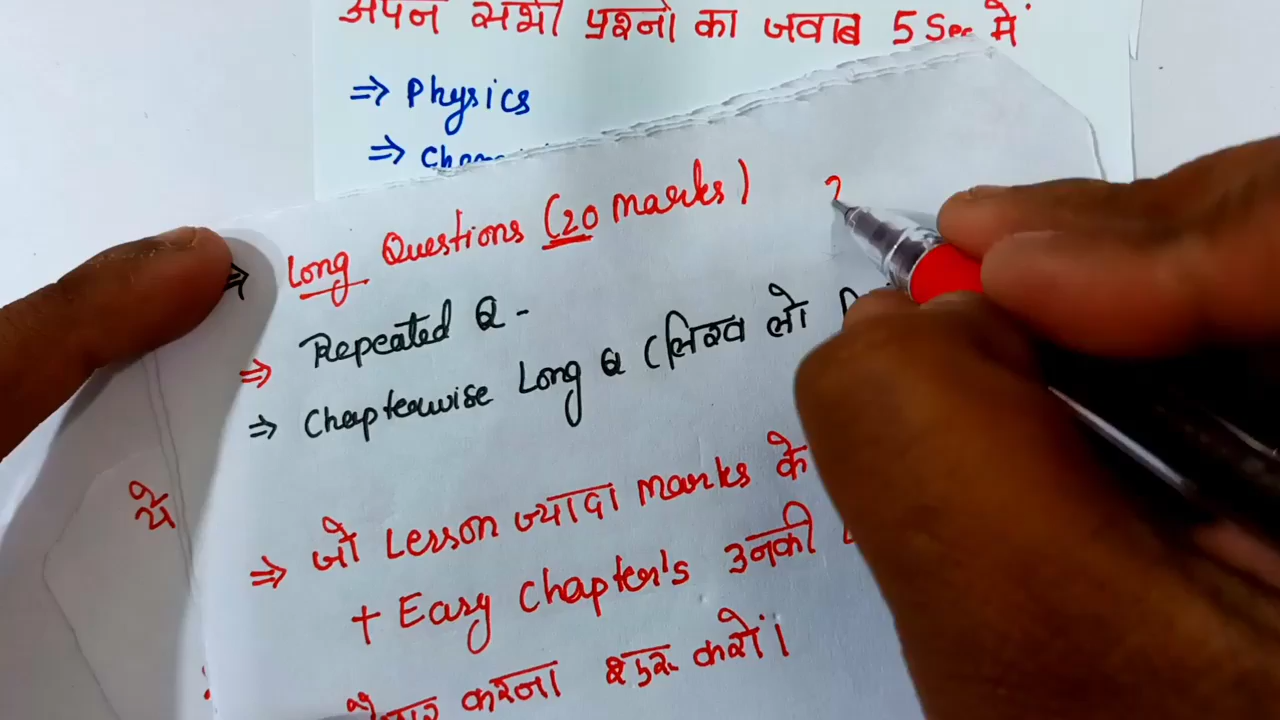 अपने सभी प्रश्नो का जवाब 5 Sec में
⇒ Physics
⇒
⇒ Long Questions (20 marks) 2
⇒ Repeated Q -
⇒ Chapterwise Long Q (लिख लो
ये
⇒ जो Lesson ज्यादा marks के
+ Easy Chapter's उनकी
करना शुरू करों।